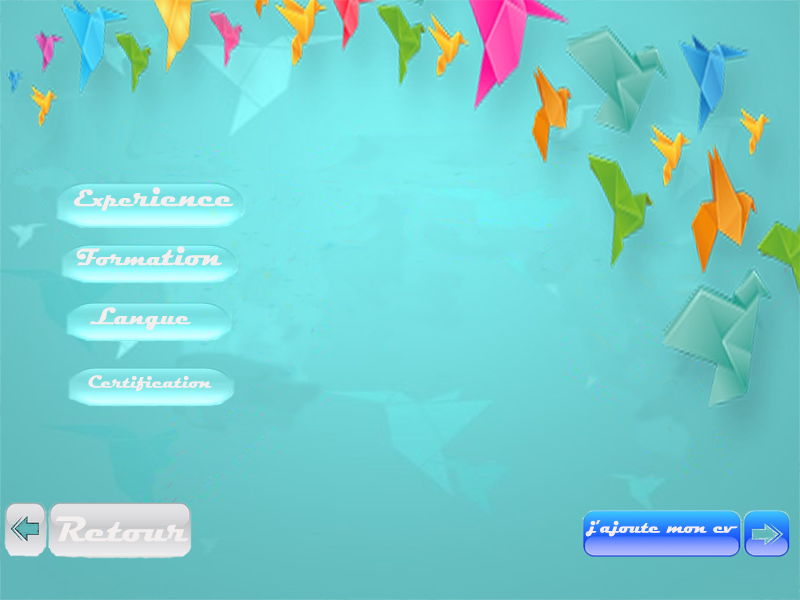 Experience
Formation
Langue
Certification
Retour
j'ajoute mon cv